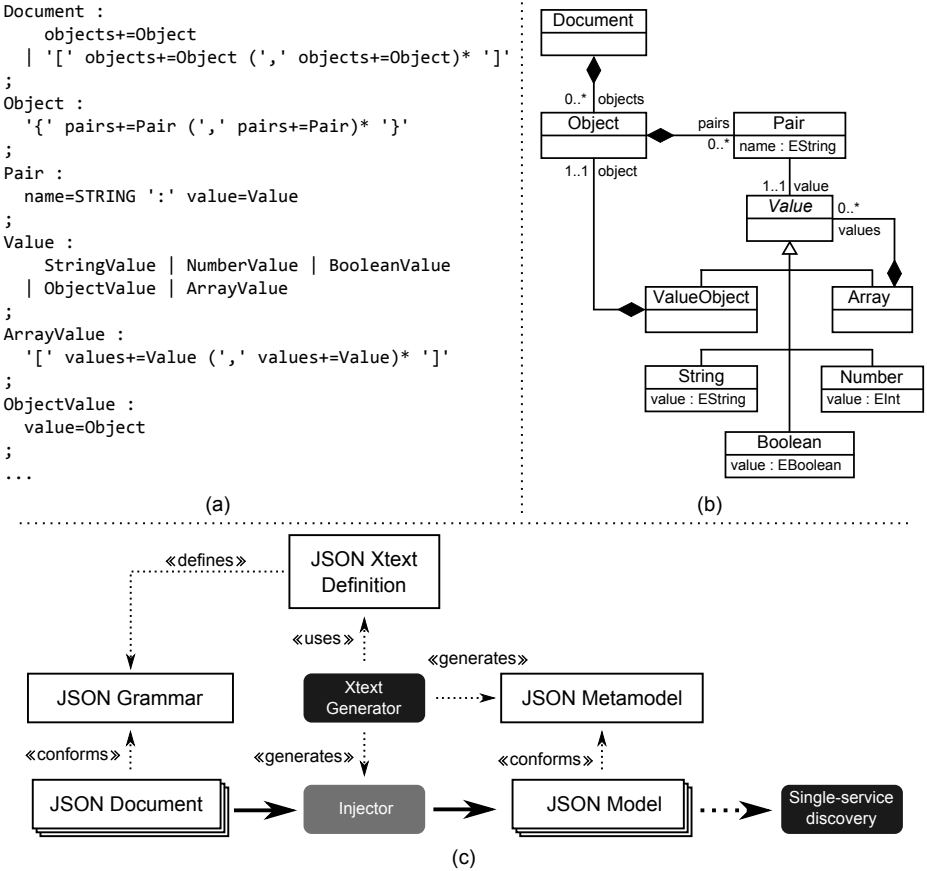 Document :
objects+=Object
| '[' objects+=Object (',' objects+=Object)* ']'
;
Object :
'{' pairs+=Pair (',' pairs+=Pair)* '}'
;
Pair :
name=STRING ':' value=Value
;
Value :
StringValue | NumberValue | BooleanValue
| ObjectValue | ArrayValue
;
ArrayValue :
'[' values+=Value (',' values+=Value)* ']'
;
ObjectValue :
value=Object
;
...
(a)
Document
0..* objects
Object
pairs
0..*
Pair
name : EString
1..1 object
1..1 value
Value
0..*
values
ValueObject
Array
String
value : EString
Number
value : EInt
Boolean
value : EBoolean
(b)
«defines»
JSON Xtext
Definition
«uses»
«generates»
JSON Grammar
Xtext
Generator
JSON Metamodel
«conforms»
«generates»
«conforms»
JSON Document
Injector
JSON Model
Single-service
discovery
(c)